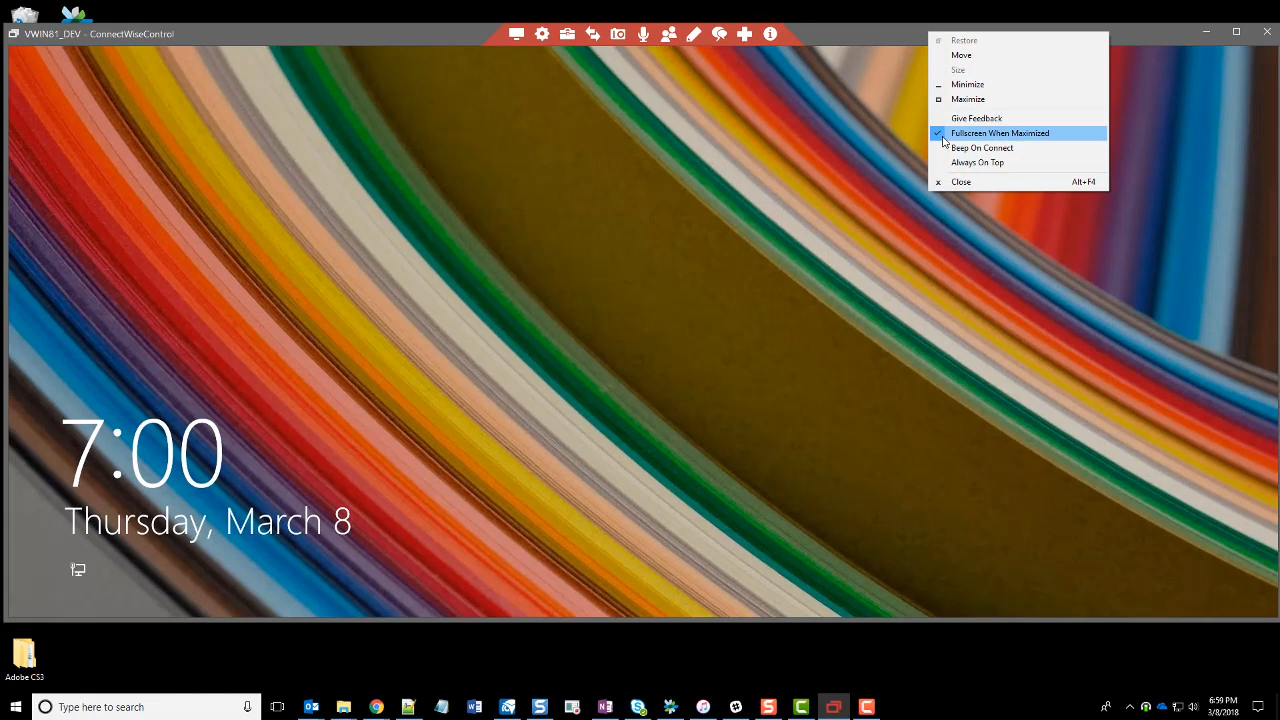 VWIN81_DEV - ConnectWiseControl
Restore
Move
Size
Minimize
Maximize
Give Feedback
Fullscreen When Maximized
Beep On Connect
Always On Top
Close Alt+F4
7:00
Thursday, March 8
Adobe CS3
Type here to search
6:59 PM
3/8/2018